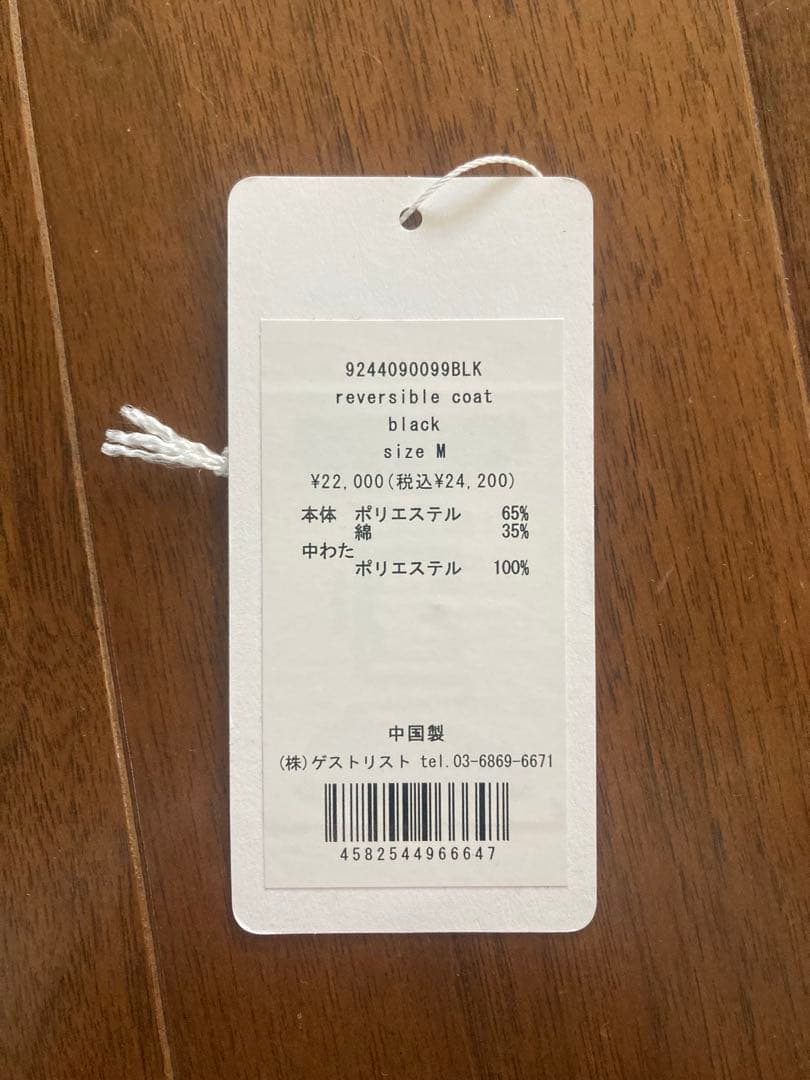 9244090099BLK
reversible coat
black
size M
¥22,000(税込¥24,200)
本体 ポリエステル 65%
綿 35%
中わた
ポリエステル 100%
中国製
(株)ゲストリスト tel.03-6869-6671
4582544966647